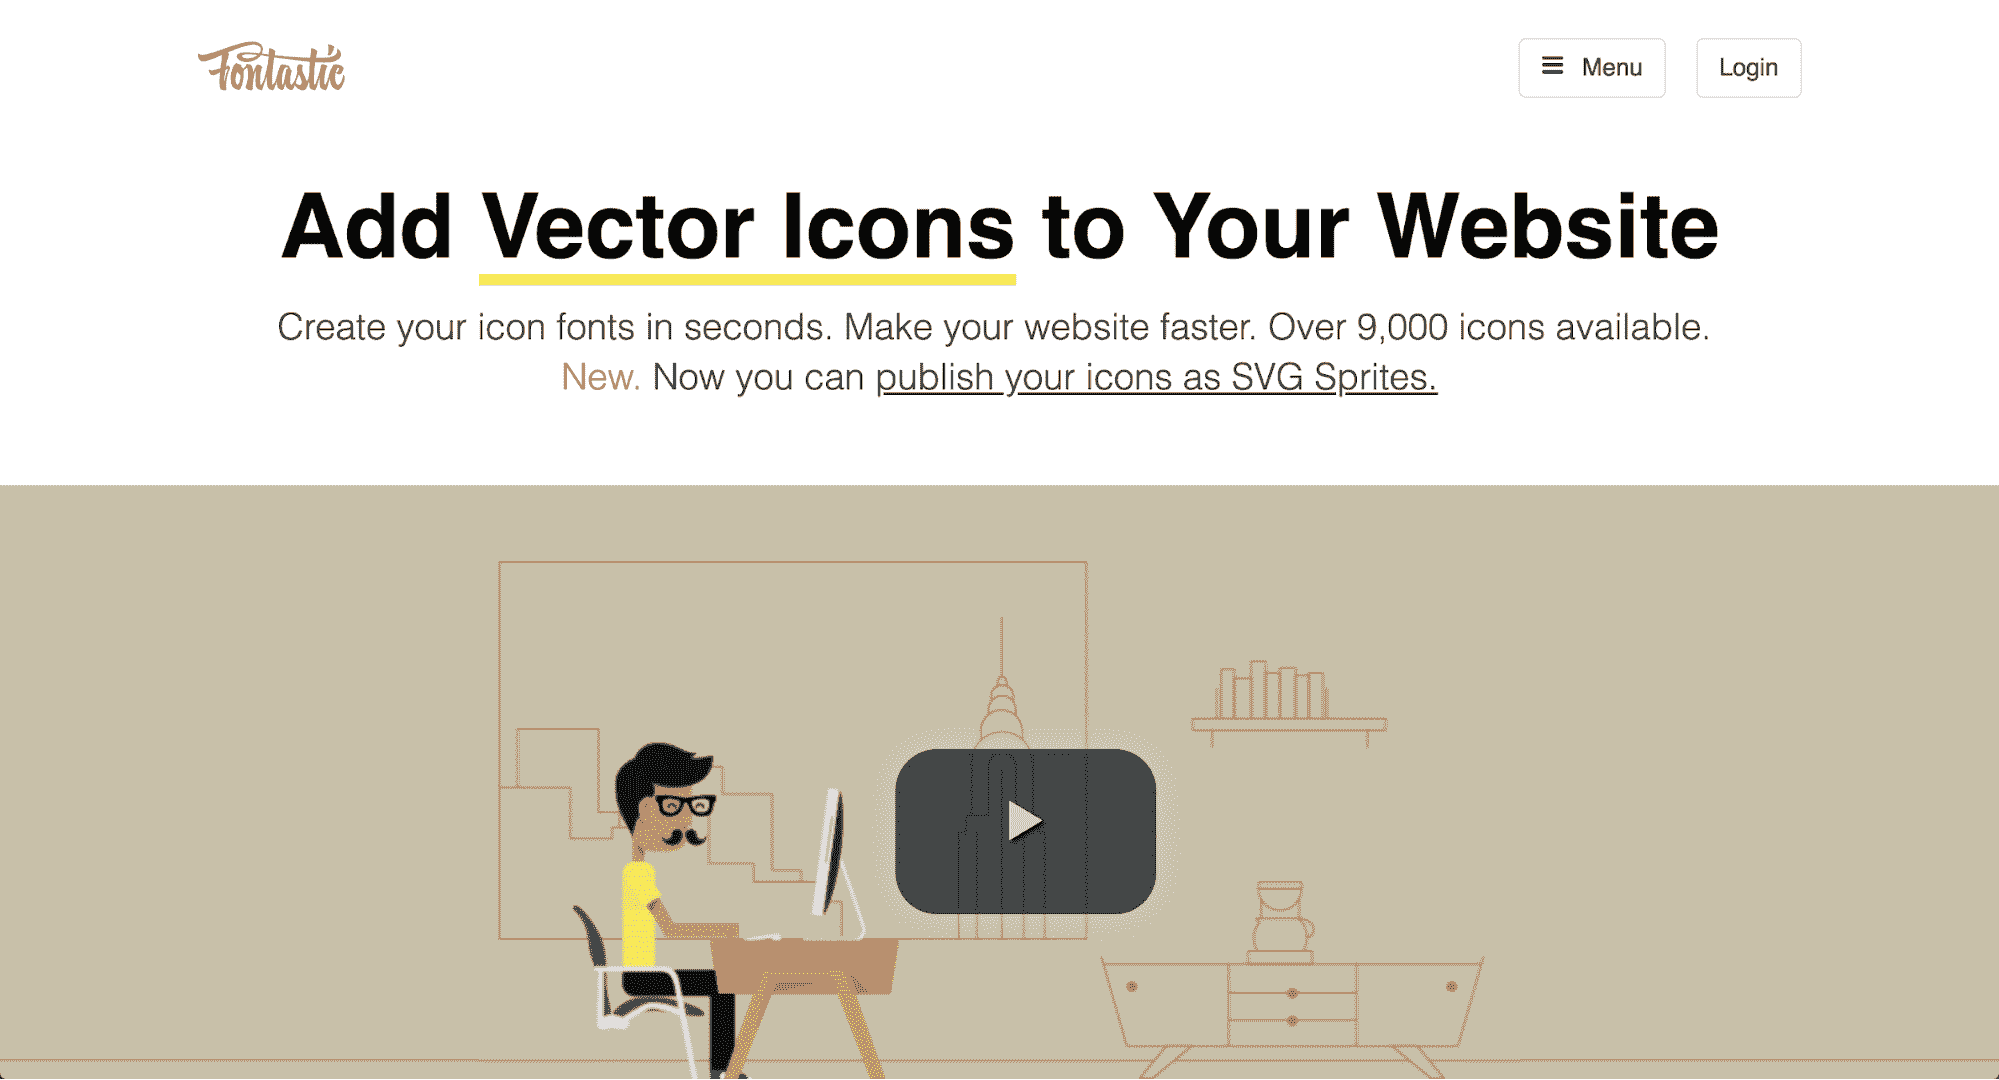 Fontastic
Menu
Login
Add Vector Icons to Your Website
Create your icon fonts in seconds. Make your website faster. Over 9,000 icons available.
New. Now you can publish your icons as SVG Sprites.